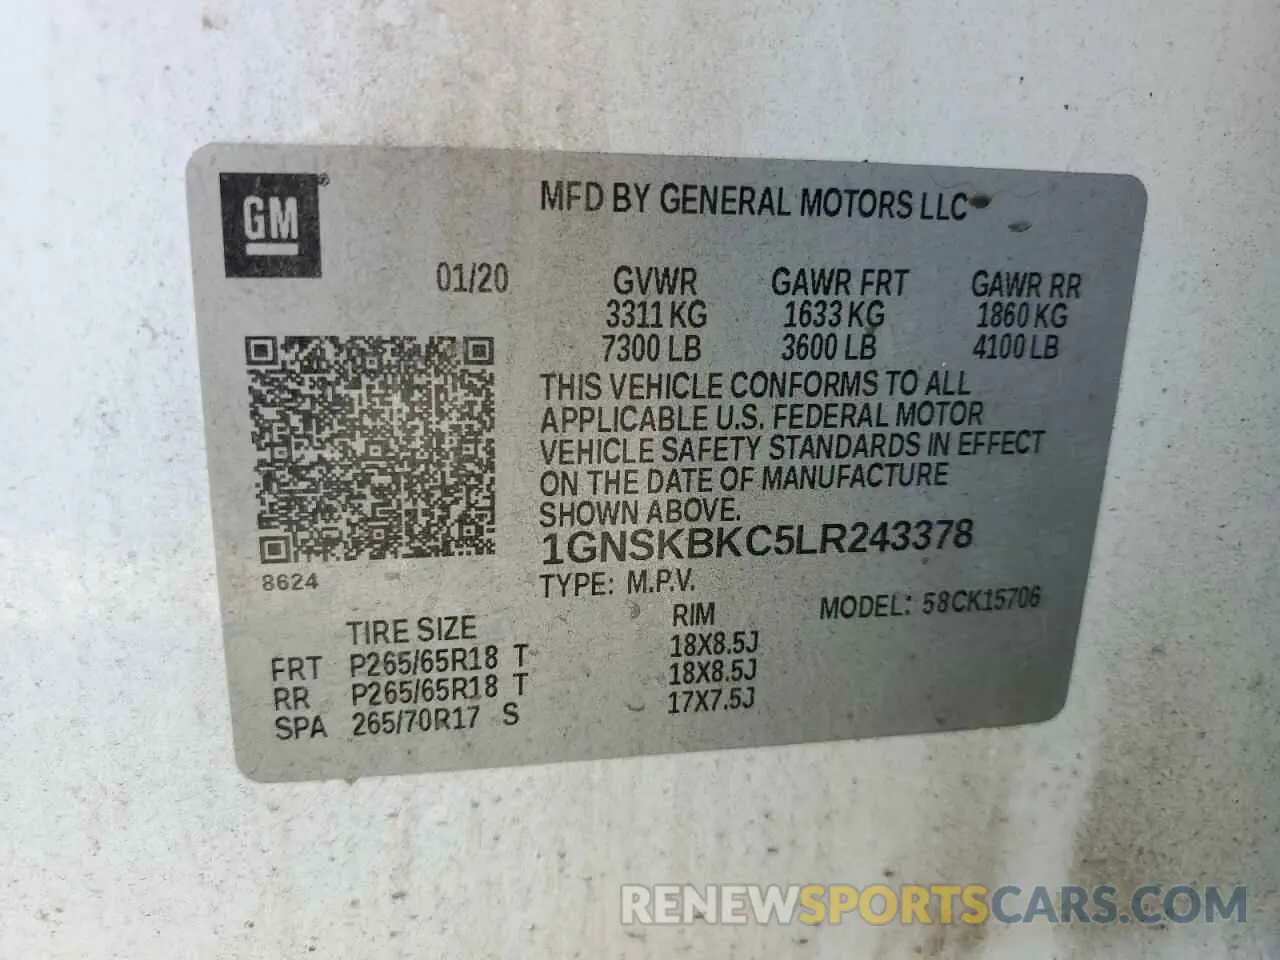 GM ®
MFD BY GENERAL MOTORS LLC
01/20 GVWR GAWR FRT GAWR RR
3311 KG 1633 KG 1860 KG
7300 LB 3600 LB 4100 LB
THIS VEHICLE CONFORMS TO ALL
APPLICABLE U.S. FEDERAL MOTOR
VEHICLE SAFETY STANDARDS IN EFFECT
ON THE DATE OF MANUFACTURE
SHOWN ABOVE.
1GNSKBKC5LR243378
8624
TYPE: M.P.V. MODEL: 58CK15706
TIRE SIZE RIM
FRT P265/65R18 T 18X8.5J
RR P265/65R18 T 18X8.5J
SPA 265/70R17 S 17X7.5J
RENEWSPORTSCARS.COM